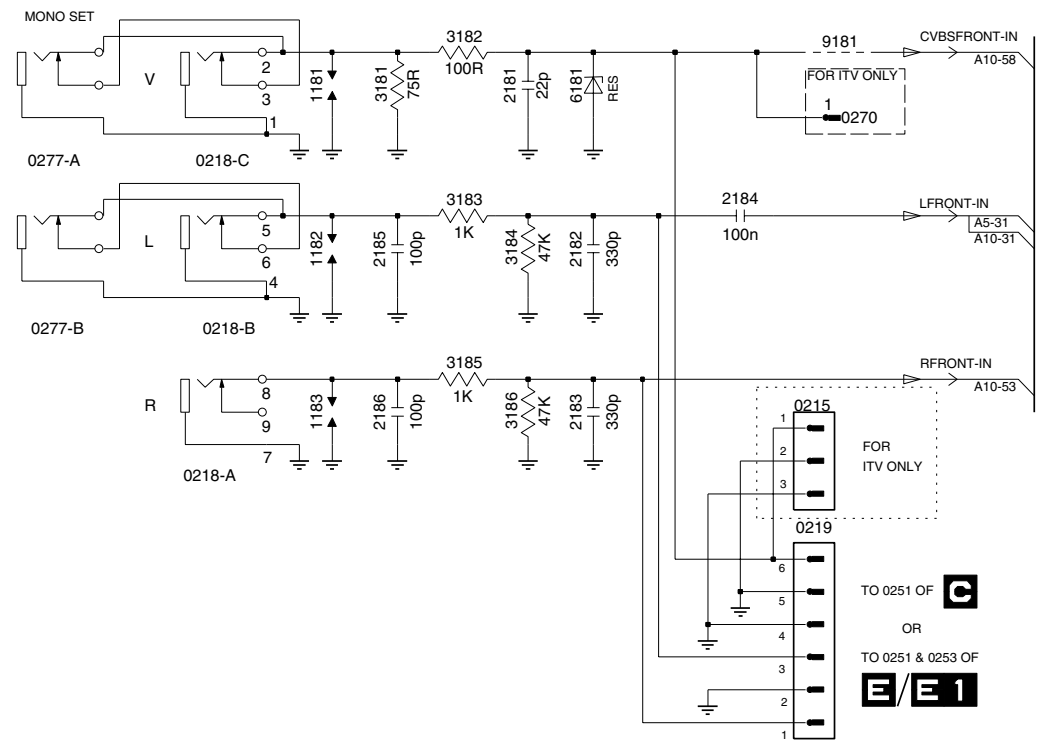 MONO SET
3182
100R
9181
CVBSFRONT-IN
A10-58
V
2
3
1
1181
3181
75R
2181
22p
6181
RES
FOR ITV ONLY
1
0270
0277-A
0218-C
3183
1K
2184
100n
LFRONT-IN
A5-31
A10-31
L
5
6
4
1182
2185
100p
3184
47K
2182
330p
0277-B
0218-B
3185
1K
RFRONT-IN
A10-53
R
8
9
7
1183
2186
100p
3186
47K
2183
330p
0218-A
0215
1
2
3
FOR
ITV ONLY
0219
6
5
4
3
2
1
TO 0251 OF C
OR
TO 0251 & 0253 OF
E/E 1